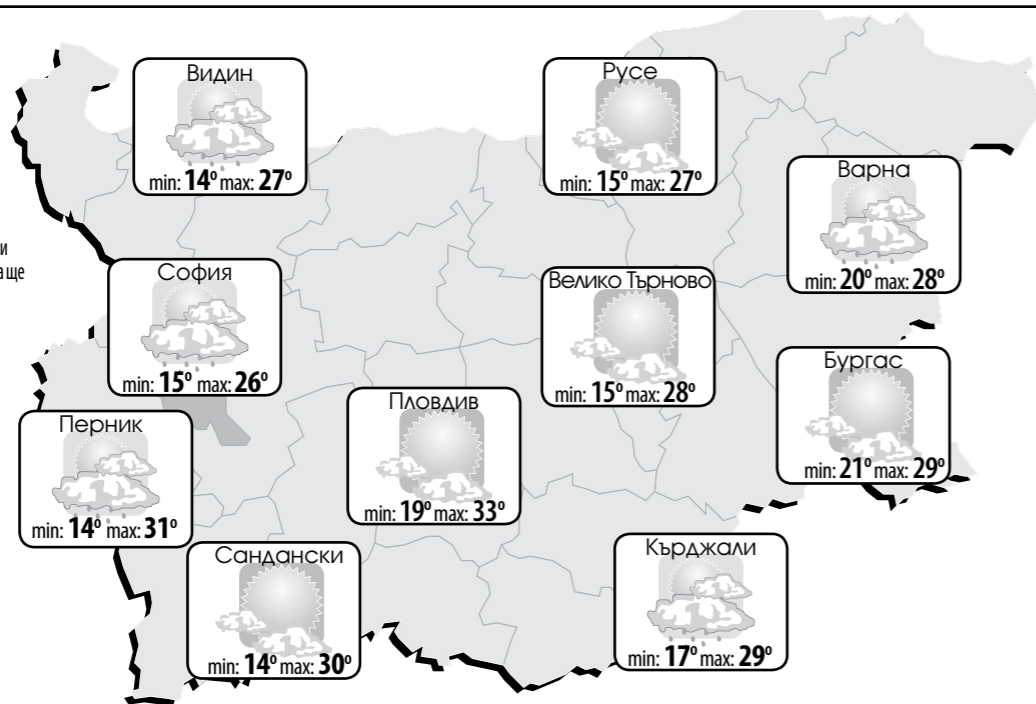 Видин
min: 14° max: 27°
Русе
min: 15° max: 27°
Варна
min: 20° max: 28°
и
ще
София
min: 15° max: 26°
Велико Търново
min: 15° max: 28°
Бургас
min: 21° max: 29°
Пловдив
min: 19° max: 33°
Перник
min: 14° max: 31°
Сандански
min: 14° max: 30°
Кърджали
min: 17° max: 29°